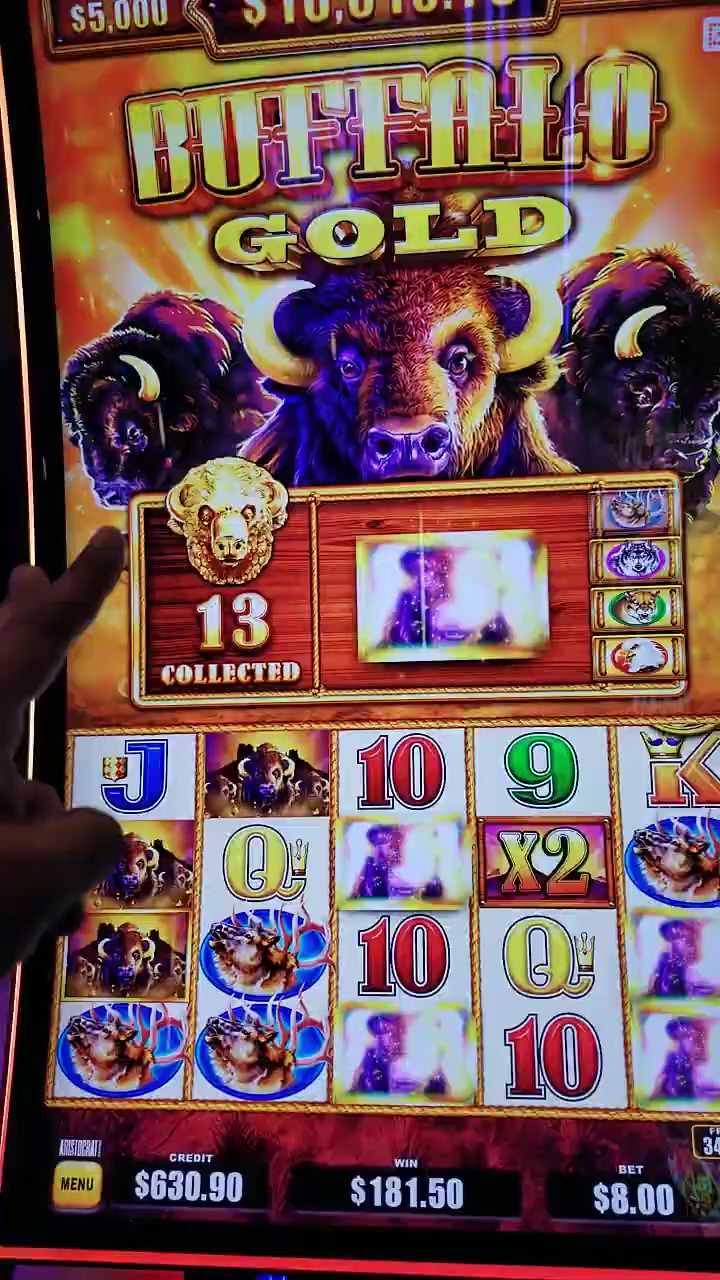 $5,000
BUFFALO
GOLD
13
COLLECTED
J
10
9
K
Q
X2
10
Q
10
ARISTOCRAT
MENU
CREDIT
$630.90
WIN
$181.50
BET
$8.00